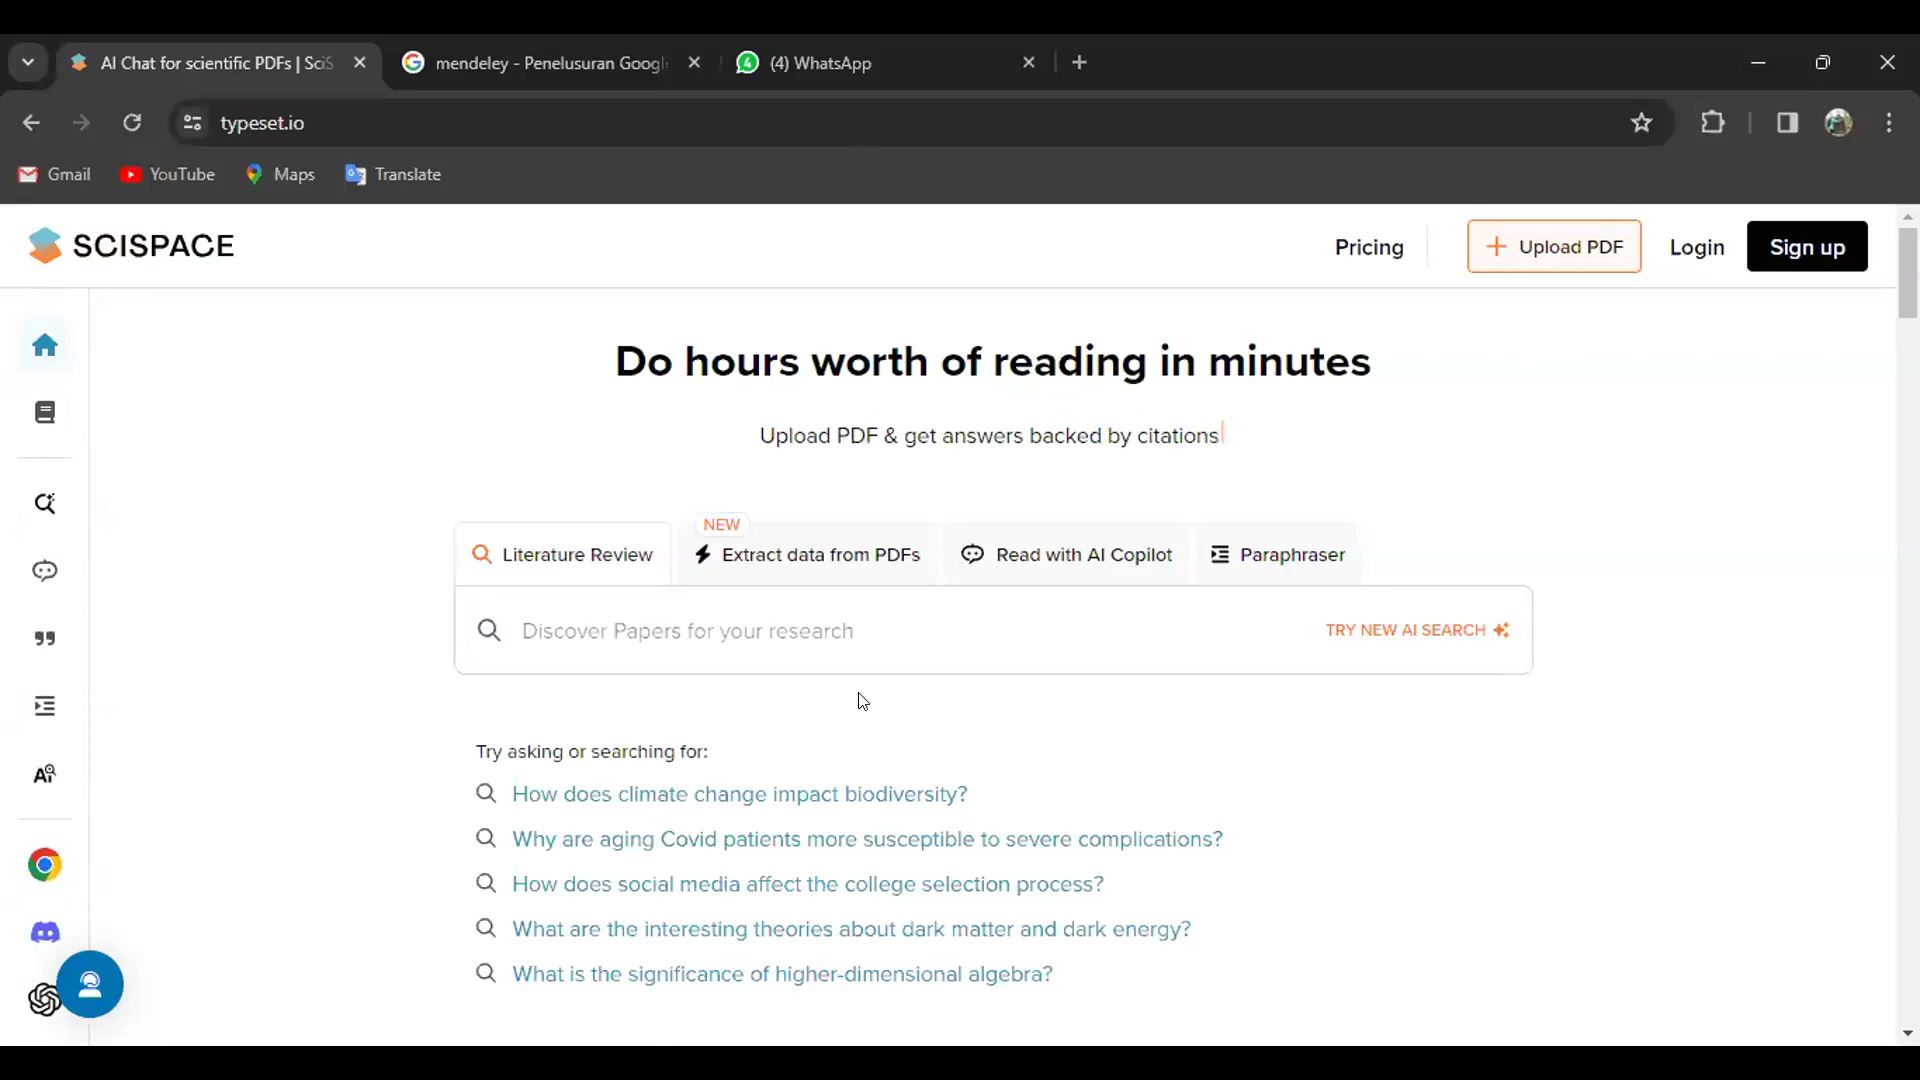 AI Chat for scientific PDFs | SciS
mendeley - Penelusuran Googl
(4) WhatsApp
typeset.io
Gmail
YouTube
Maps
Translate
SCISPACE
Pricing
Upload PDF
Login
Sign up
Do hours worth of reading in minutes
Upload PDF & get answers backed by citations
NEW
Literature Review
Extract data from PDFs
Read with AI Copilot
Paraphraser
Discover Papers for your research
TRY NEW AI SEARCH
Try asking or searching for:
How does climate change impact biodiversity?
Why are aging Covid patients more susceptible to severe complications?
How does social media affect the college selection process?
What are the interesting theories about dark matter and dark energy?
What is the significance of higher-dimensional algebra?